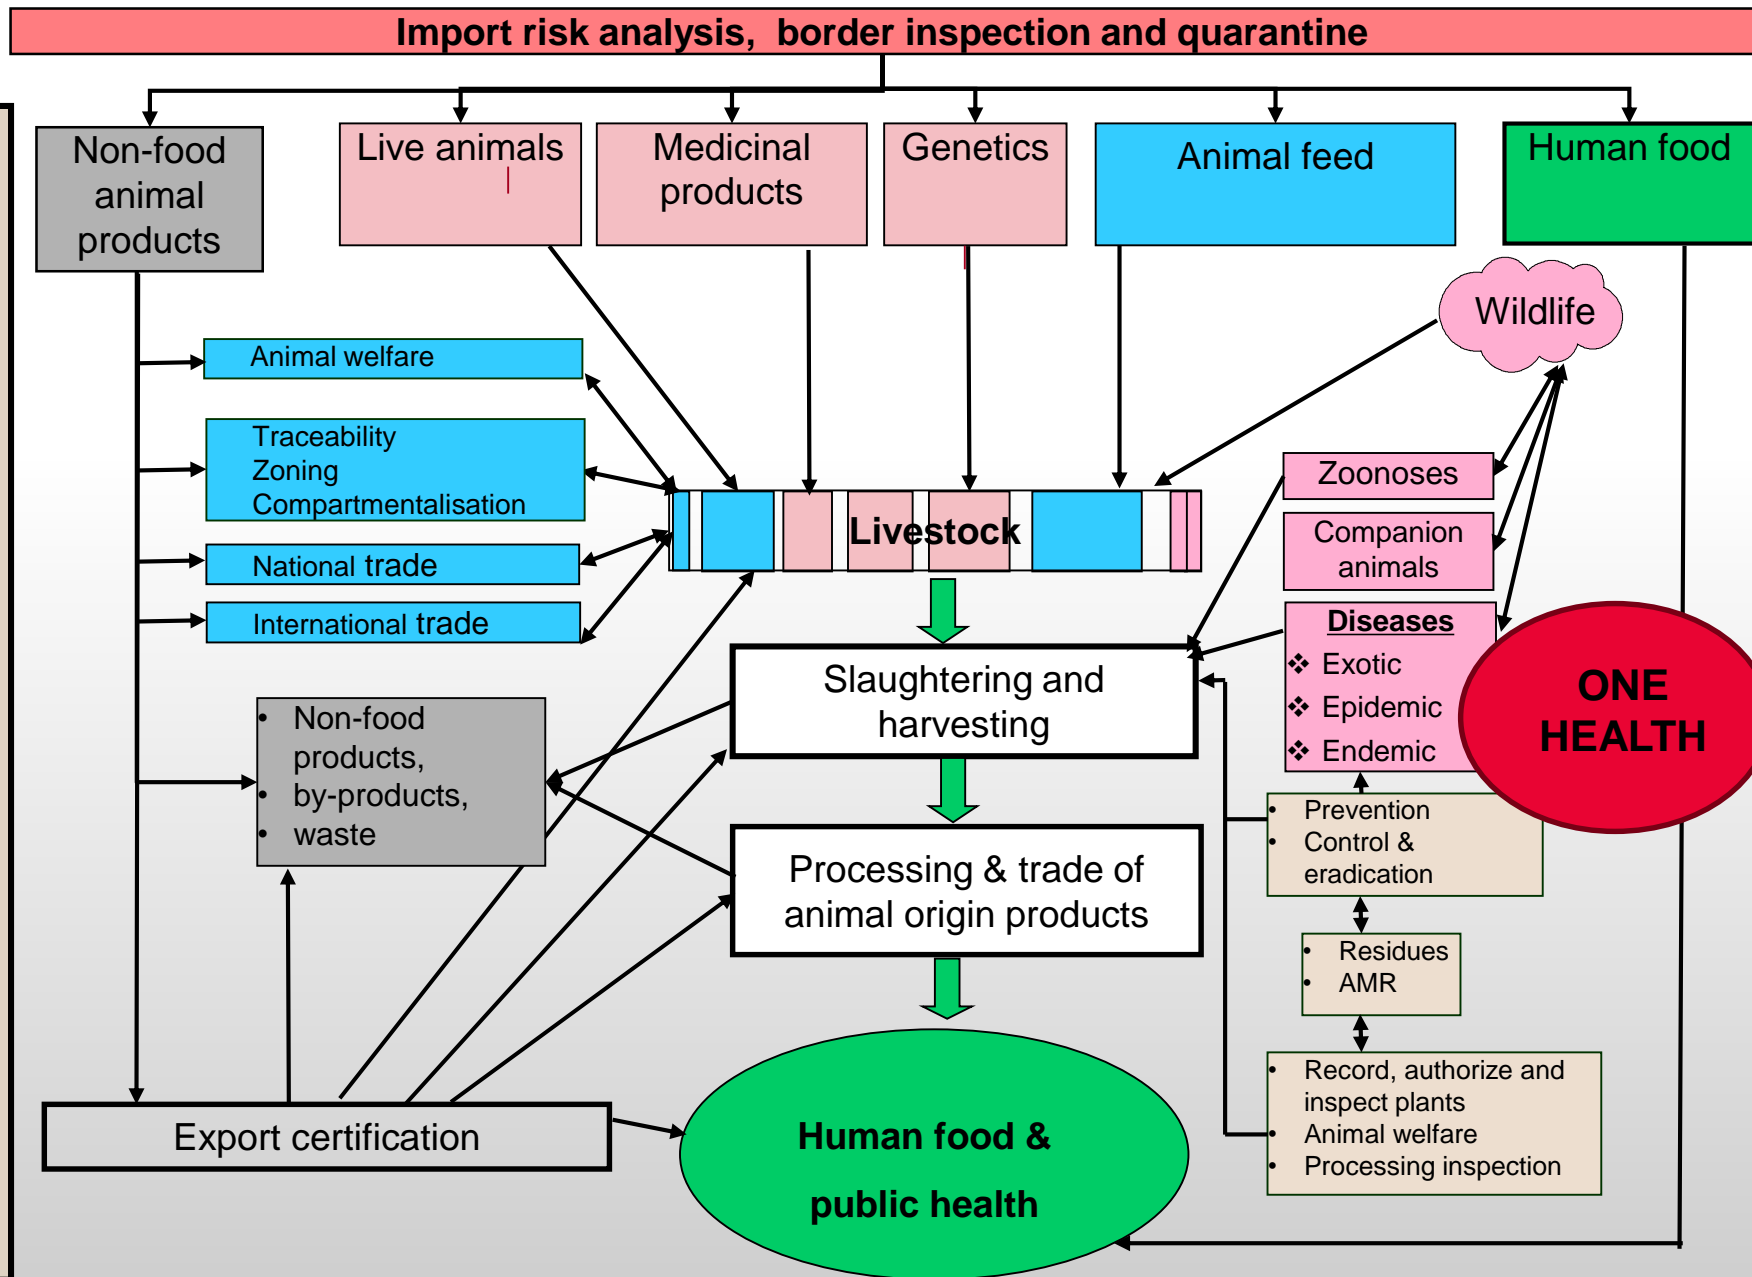 Import risk analysis,  border inspection and quarantine
Non-food
animal
products
Live animals
Medicinal
products
Genetics
Animal feed
Human food
Wildlife
Animal welfare
Traceability
Zoning
Compartmentalisation
National trade
International trade
Livestock
Zoonoses
Companion
animals
Diseases
❖ Exotic
❖ Epidemic
❖ Endemic
ONE
HEALTH
Slaughtering and
harvesting
• Non-food
products,
• by-products,
• waste
• Prevention
• Control &
eradication
Processing & trade of
animal origin products
• Residues
• AMR
• Record, authorize and
inspect plants
• Animal welfare
• Processing inspection
Export certification
Human food &
public health